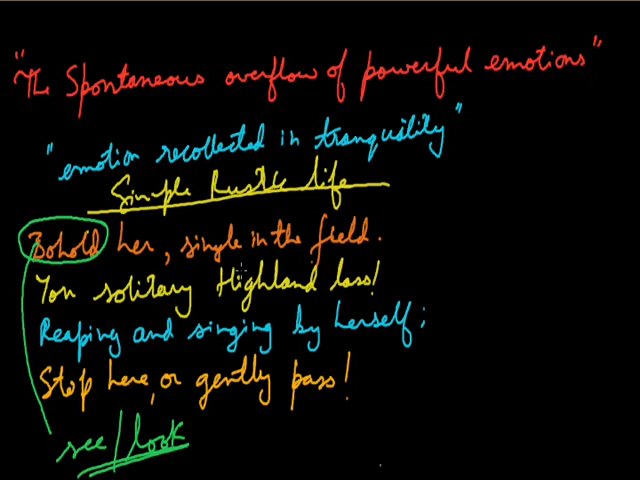 "The Spontaneous overflow of powerful emotions"
"emotion recollected in tranquility"
Simple Rustic life
Behold her, single in the field.
Yon solitary Highland lass!
Reaping and singing by herself;
Stop here, or gently pass!
see/look